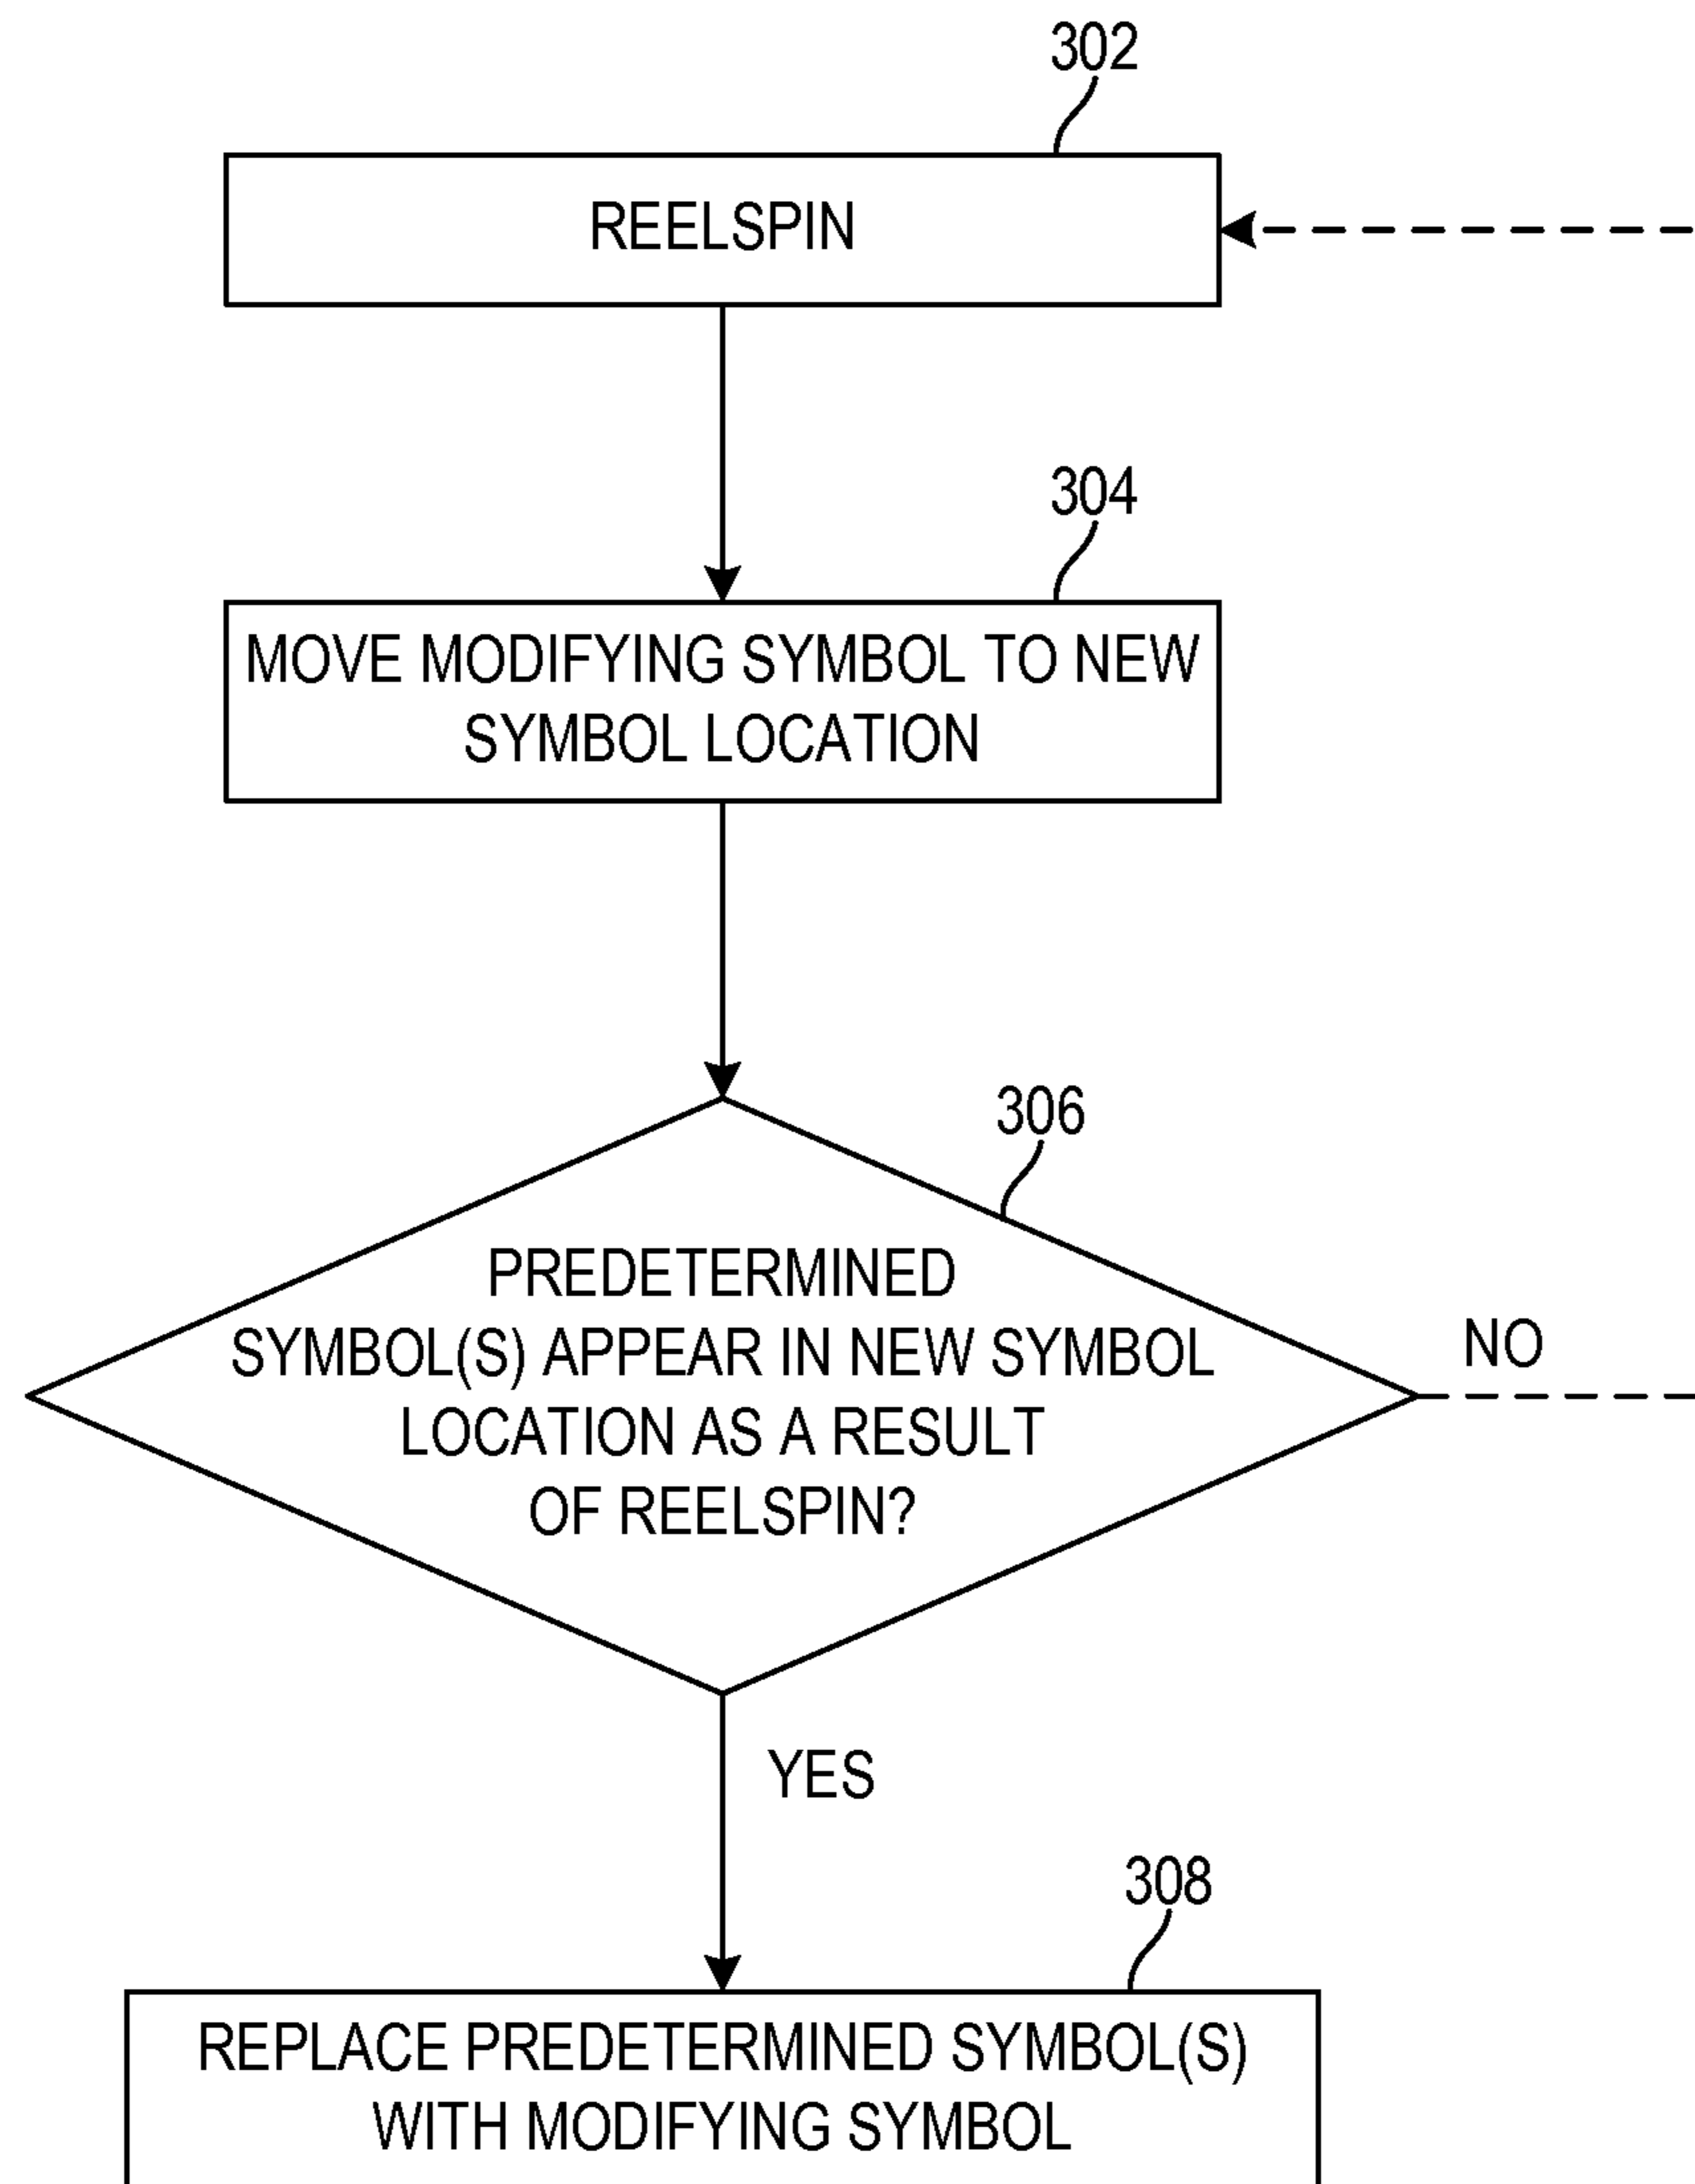 302
REELSPIN
304
MOVE MODIFYING SYMBOL TO NEW
SYMBOL LOCATION
306
PREDETERMINED
SYMBOL(S) APPEAR IN NEW SYMBOL
LOCATION AS A RESULT
OF REELSPIN?
NO
YES
308
REPLACE PREDETERMINED SYMBOL(S)
WITH MODIFYING SYMBOL